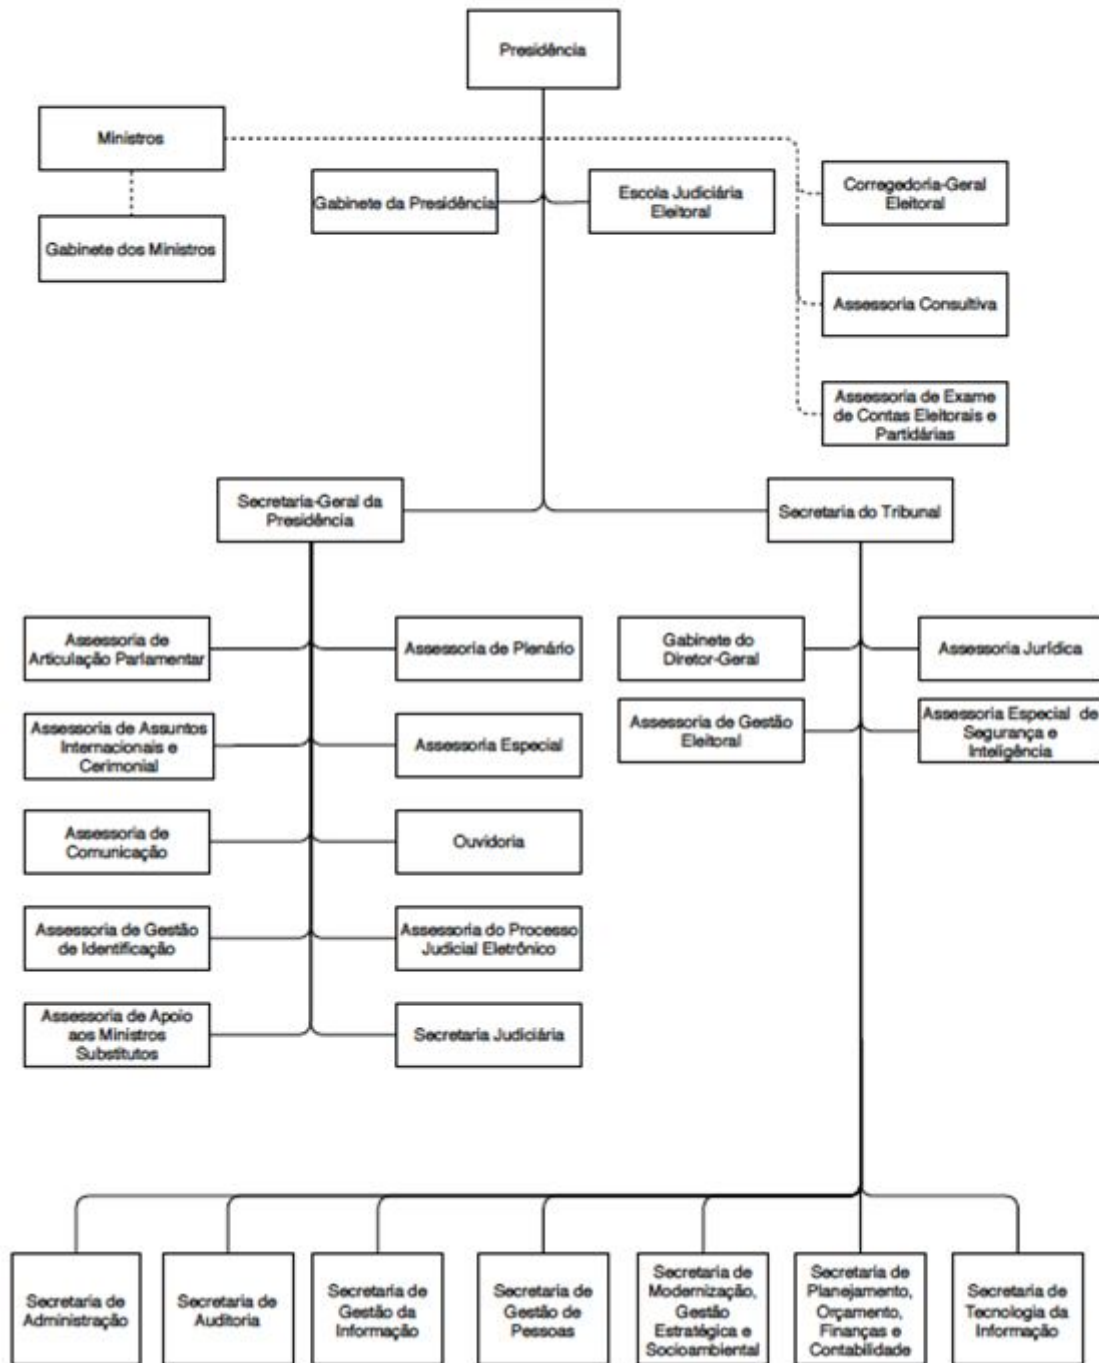 Presidência
Ministros
Gabinete da Presidência
Escola Judiciária
Eleitoral
Corregedoria-Geral
Eleitoral
Gabinete dos Ministros
Assessoria Consultiva
Assessoria de Exame
de Contas Eleitorais e
Partidárias
Secretaria-Geral da
Presidência
Secretaria do Tribunal
Assessoria de
Articulação Parlamentar
Assessoria de Plenário
Gabinete do
Diretor-Geral
Assessoria Jurídica
Assessoria de Assuntos
Internacionais e
Cerimonial
Assessoria Especial
Assessoria de Gestão
Eleitoral
Assessoria Especial de
Segurança e
Inteligência
Assessoria de
Comunicação
Ouvidoria
Assessoria de Gestão
de Identificação
Assessoria do Processo
Judicial Eletrônico
Assessoria de Apoio
aos Ministros
Substitutos
Secretaria Judiciária
Secretaria de
Administração
Secretaria de
Auditoria
Secretaria de
Gestão da
Informação
Secretaria de
Gestão de
Pessoas
Secretaria de
Modernização,
Gestão
Estratégica e
Socioambiental
Secretaria de
Planejamento,
Orçamento,
Finanças e
Contabilidade
Secretaria de
Tecnologia da
Informação